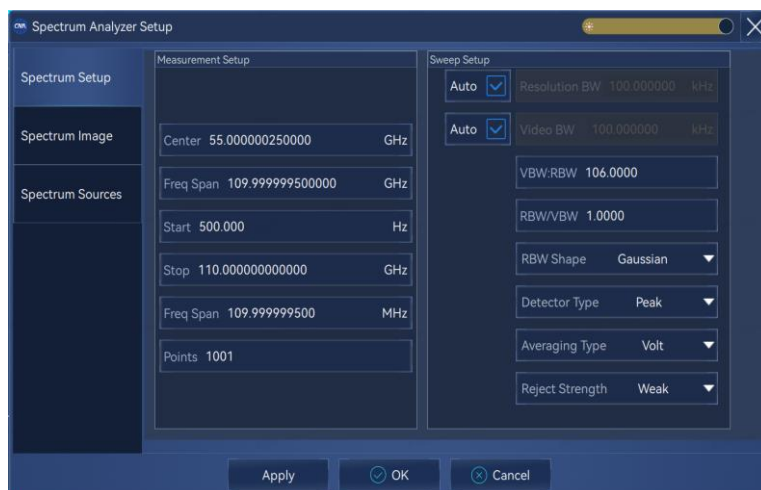 Spectrum Analyzer Setup
Spectrum Setup
Spectrum Image
Spectrum Sources
Measurement Setup
Center 55.000000250000 GHz
Freq Span 109.999999500000 GHz
Start 500.000 Hz
Stop 110.000000000000 GHz
Freq Span 109.999999500 MHz
Points 1001
Sweep Setup
Auto Resolution BW 100.000000 kHz
Auto Video BW 100.000000 kHz
VBW:RBW 106.0000
RBW/VBW 1.0000
RBW Shape Gaussian
Detector Type Peak
Averaging Type Volt
Reject Strength Weak
Apply OK Cancel